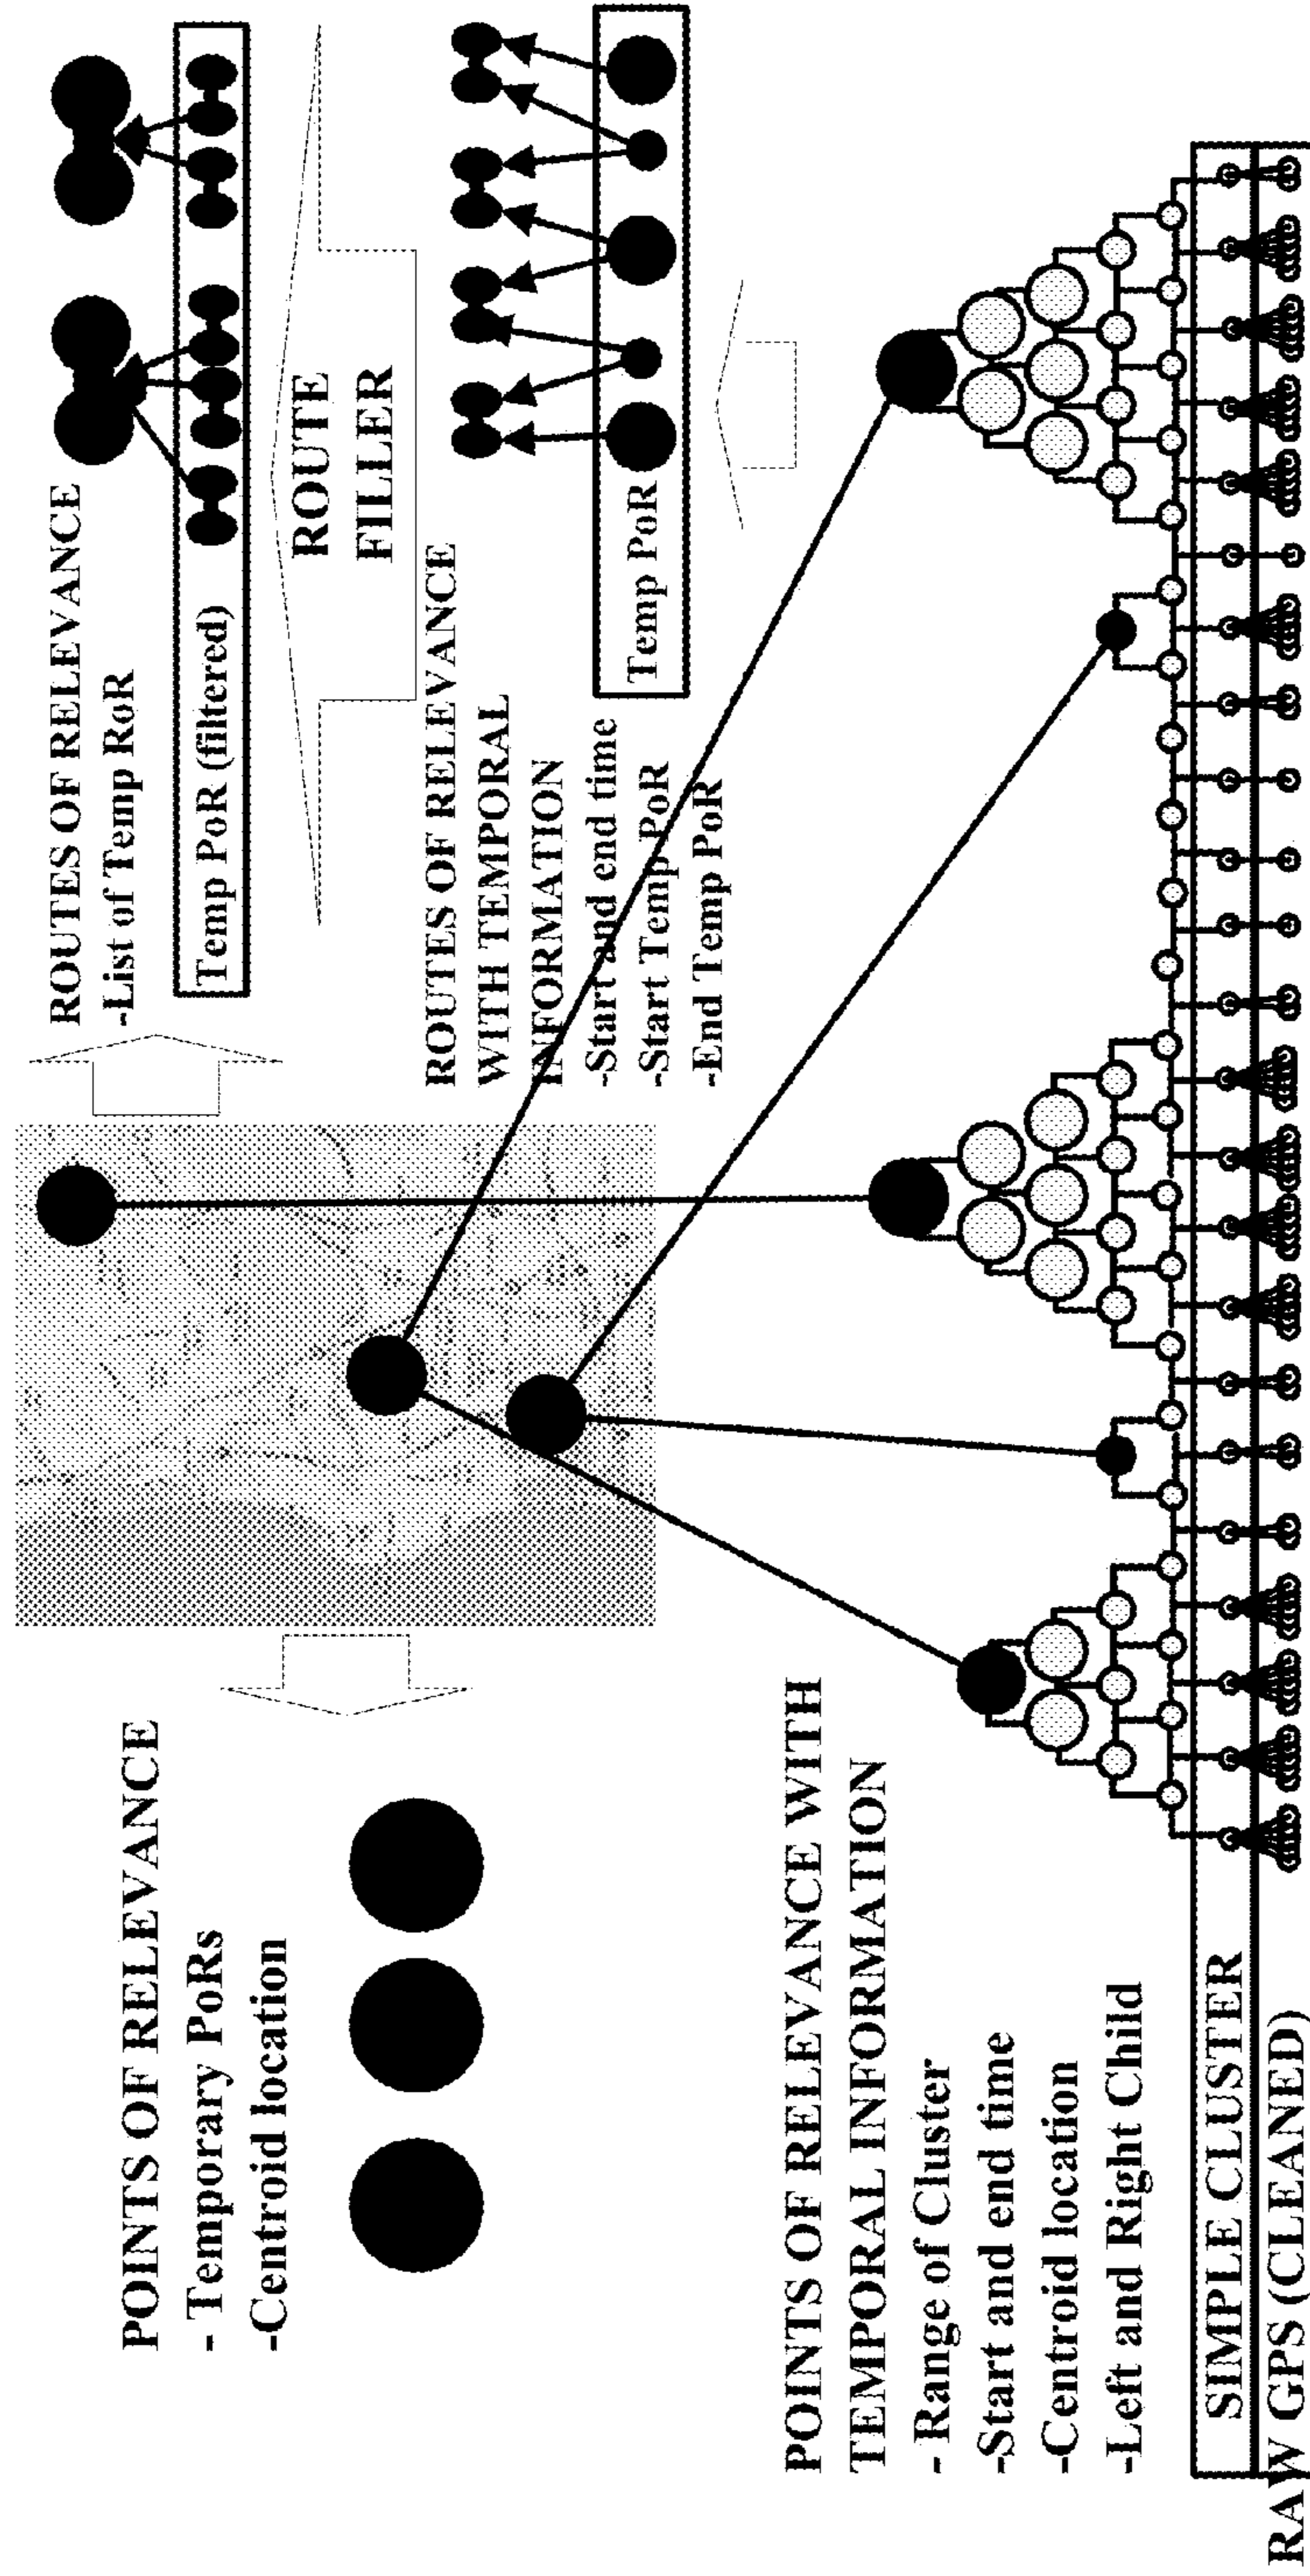 POINTS OF RELEVANCE
- Temporary PoRs
-Centroid location
ROUTES OF RELEVANCE
-List of Temp RoR
Temp PoR (filtered)
ROUTE
FILLER
ROUTES OF RELEVANCE
WITH TEMPORAL
INFORMATION
-Start and end time
-Start Temp PoR
-End Temp PoR
Temp PoR
POINTS OF RELEVANCE WITH
TEMPORAL INFORMATION
- Range of Cluster
-Start and end time
-Centroid location
-Left and Right Child
SIMPLE CLUSTER
RAW GPS (CLEANED)